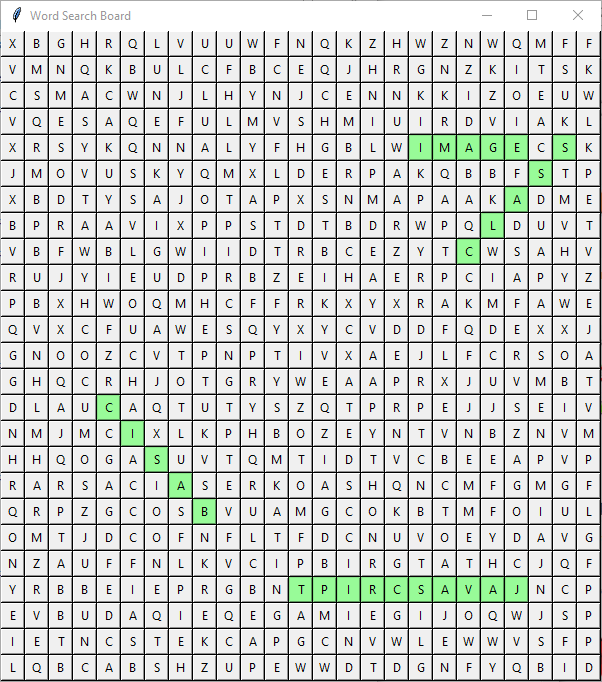 Word Search Board
X B G H R Q L V U U W F N Q K Z H W Z N W Q M F F
V M N Q K B U L C F B C E Q J H R G N Z K I T S K
C S M A C W N J L H Y N J C E N N K K I Z O E U W
V Q E S A Q E F U L M V S H M I U I R D V I A K L
X R S Y K Q N N A L Y F H G B L W I M A G E C S K
J M O V U S K Y Q M X L D E R P A K Q B B F S T P
X B D T Y S A J O T A P X S N M A P A A K A D M E
B P R A A V I X P P S T D T B D R W P Q L D U V T
V B F W B L G W I I D T R B C E Z Y T C W S A H V
R U J Y I E U D P R B Z E I H A E R P C I A P Y Z
P B X H W O Q M H C F F R K X Y X R A K M F A W E
Q V X C F U A W E S Q Y X Y C V D D F Q D E X X J
G N O O Z C V T P N P T I V X A E J L F C R S O A
G H Q C R H J O T G R Y W E A A P R X J U V M B T
D L A U C A Q T U T Y S Z Q T P R P E J J S E I V
N M J M C I X L K P H B O Z E Y N T V N B Z N V M
H H Q O G A S U V T Q M T I D T V C B E E A P V P
R A R S A C I A S E R K O A S H Q N C M F G M G F
Q R P Z G C O S B V U A M G C O K B T M F O I U L
O M T J D C O F N F L T F D C N U V O E Y D A V G
N Z A U F F N L K V C I P B I R G T A T H C J Q F
Y R B B E I E P R G B N T P I R C S A V A J N C P
E V B U D A Q I E Q E G A M I E G I J O Q W J S P
I E T N C S T E K C A P G C N V W L E W W V S F P
L Q B C A B S H Z U P E W W D T D G N F Y Q B I D